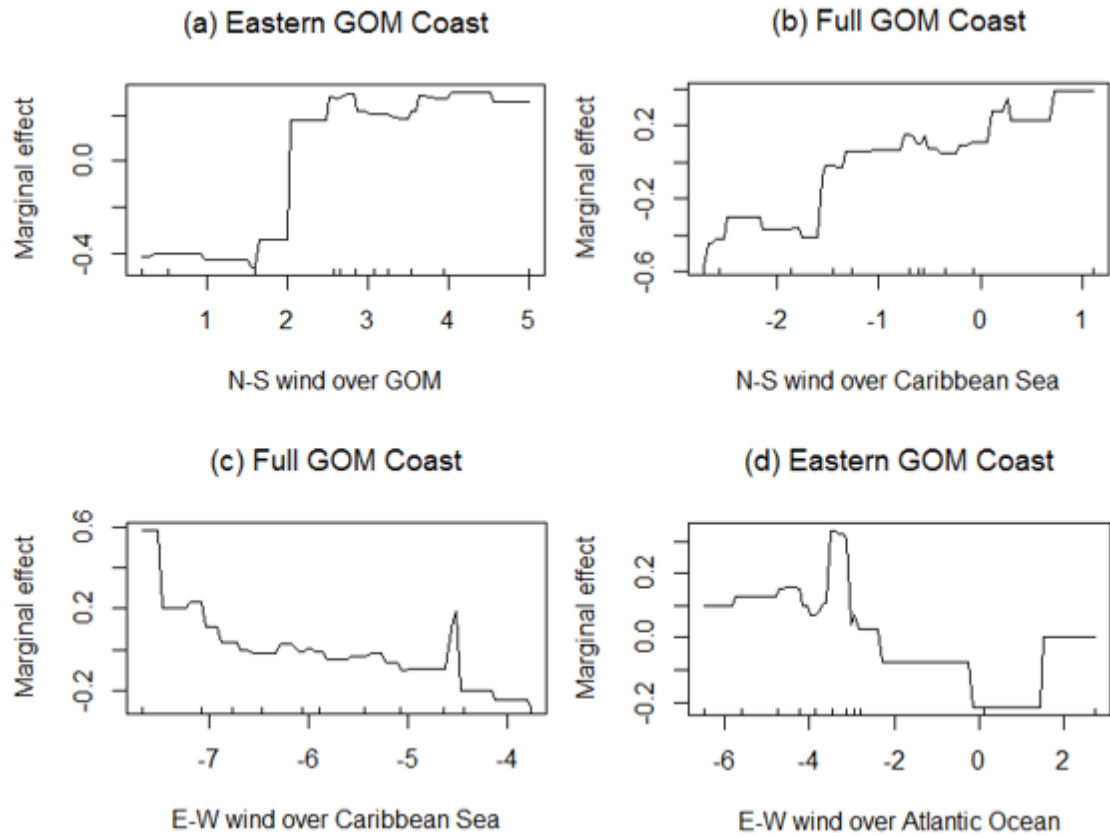 (a) Eastern GOM Coast
Marginal effect
0.0
-0.4
1 2 3 4 5
N-S wind over GOM
(b) Full GOM Coast
Marginal effect
0.2
-0.2
-0.6
-2 -1 0 1
N-S wind over Caribbean Sea
(c) Full GOM Coast
Marginal effect
0.6
0.2
-0.2
-7 -6 -5 -4
E-W wind over Caribbean Sea
(d) Eastern GOM Coast
Marginal effect
0.2
0.0
-0.2
-6 -4 -2 0 2
E-W wind over Atlantic Ocean